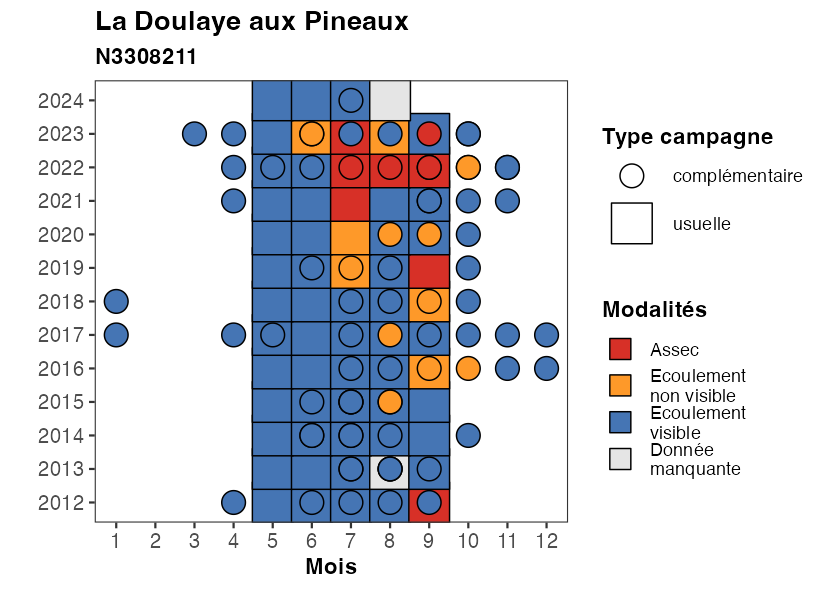 La Doulaye aux Pineaux
N3308211
2024
2023
2022
2021
2020
2019
2018
2017
2016
2015
2014
2013
2012
1 2 3 4 5 6 7 8 9 10 11 12
Mois
Type campagne
complémentaire
usuelle
Modalités
Assec
Ecoulement
non visible
Ecoulement
visible
Donnée
manquante